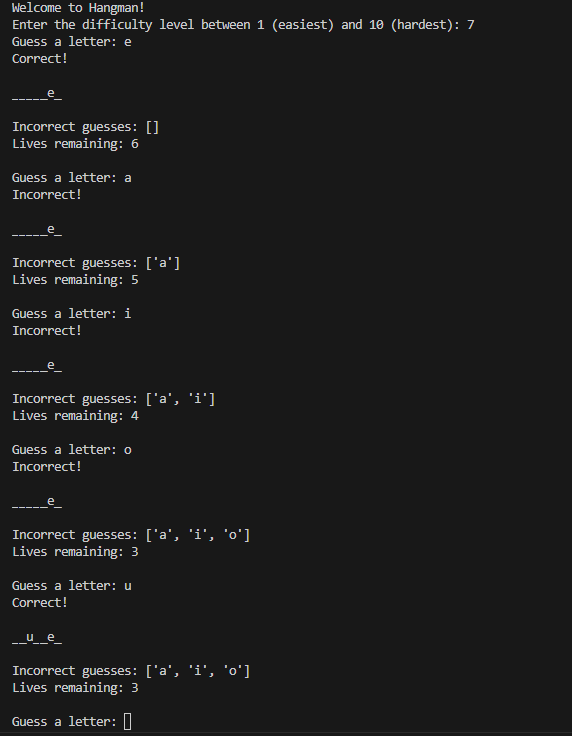 Welcome to Hangman!
Enter the difficulty level between 1 (easiest) and 10 (hardest): 7
Guess a letter: e
Correct!
_____e_
Incorrect guesses: []
Lives remaining: 6
Guess a letter: a
Incorrect!
_____e_
Incorrect guesses: ['a']
Lives remaining: 5
Guess a letter: i
Incorrect!
_____e_
Incorrect guesses: ['a', 'i']
Lives remaining: 4
Guess a letter: o
Incorrect!
_____e_
Incorrect guesses: ['a', 'i', 'o']
Lives remaining: 3
Guess a letter: u
Correct!
__u__e_
Incorrect guesses: ['a', 'i', 'o']
Lives remaining: 3
Guess a letter: